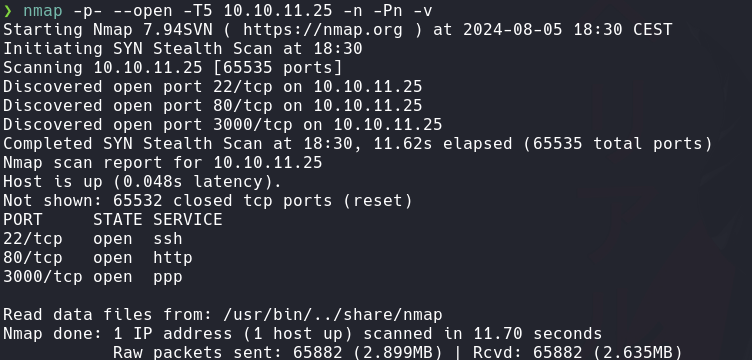 ❯ nmap -p- --open -T5 10.10.11.25 -n -Pn -v
Starting Nmap 7.94SVN ( https://nmap.org ) at 2024-08-05 18:30 CEST
Initiating SYN Stealth Scan at 18:30
Scanning 10.10.11.25 [65535 ports]
Discovered open port 22/tcp on 10.10.11.25
Discovered open port 80/tcp on 10.10.11.25
Discovered open port 3000/tcp on 10.10.11.25
Completed SYN Stealth Scan at 18:30, 11.62s elapsed (65535 total ports)
Nmap scan report for 10.10.11.25
Host is up (0.048s latency).
Not shown: 65532 closed tcp ports (reset)
PORT     STATE SERVICE
22/tcp   open  ssh
80/tcp   open  http
3000/tcp open  ppp

Read data files from: /usr/bin/../share/nmap
Nmap done: 1 IP address (1 host up) scanned in 11.70 seconds
           Raw packets sent: 65882 (2.899MB) | Rcvd: 65882 (2.635MB)